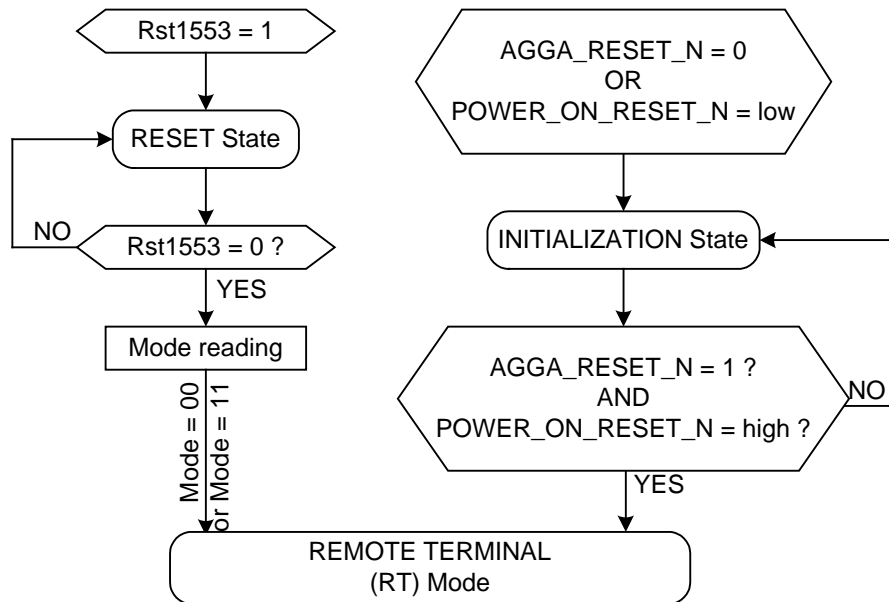 Rst1553 = 1
RESET State
NO
Rst1553 = 0 ?
YES
Mode reading
Mode = 00
or Mode = 11
AGGA_RESET_N = 0
OR
POWER_ON_RESET_N = low
INITIALIZATION State
AGGA_RESET_N = 1 ?
AND
POWER_ON_RESET_N = high ?
NO
YES
REMOTE TERMINAL
(RT) Mode